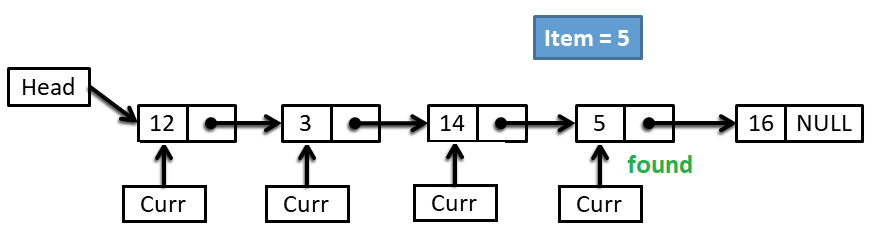 Item = 5
Head
12 3 14 5 16 NULL
found
Curr Curr Curr Curr